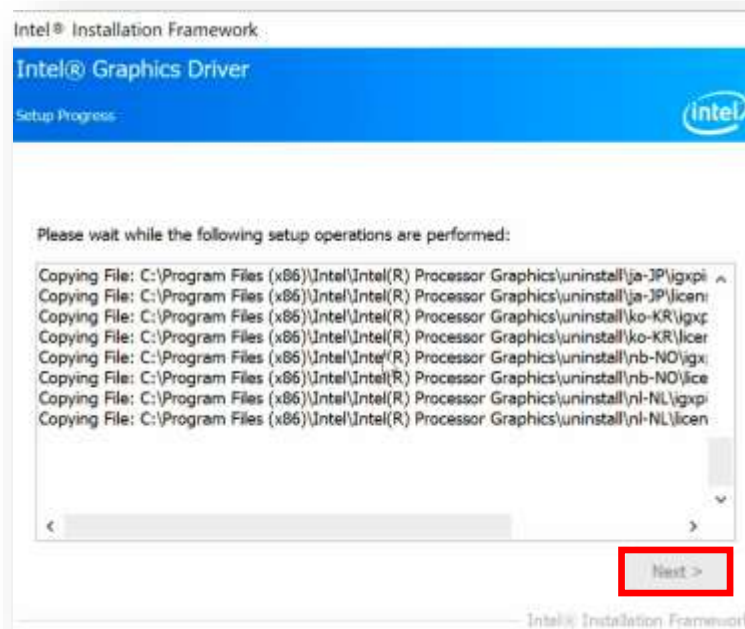 Intel® Installation Framework
Intel® Graphics Driver
Setup Progress
intel
Please wait while the following setup operations are performed:
Copying File: C:\Program Files (x86)\Intel\Intel(R) Processor Graphics\uninstall\ja-JP\igxpi
Copying File: C:\Program Files (x86)\Intel\Intel(R) Processor Graphics\uninstall\ja-JP\licen
Copying File: C:\Program Files (x86)\Intel\Intel(R) Processor Graphics\uninstall\ko-KR\igxp
Copying File: C:\Program Files (x86)\Intel\Intel(R) Processor Graphics\uninstall\ko-KR\licer
Copying File: C:\Program Files (x86)\Intel\Intel(R) Processor Graphics\uninstall\nb-NO\igx
Copying File: C:\Program Files (x86)\Intel\Intel(R) Processor Graphics\uninstall\nb-NO\lice
Copying File: C:\Program Files (x86)\Intel\Intel(R) Processor Graphics\uninstall\nl-NL\igxpi
Copying File: C:\Program Files (x86)\Intel\Intel(R) Processor Graphics\uninstall\nl-NL\licen
Next >
Intel® Installation Framework